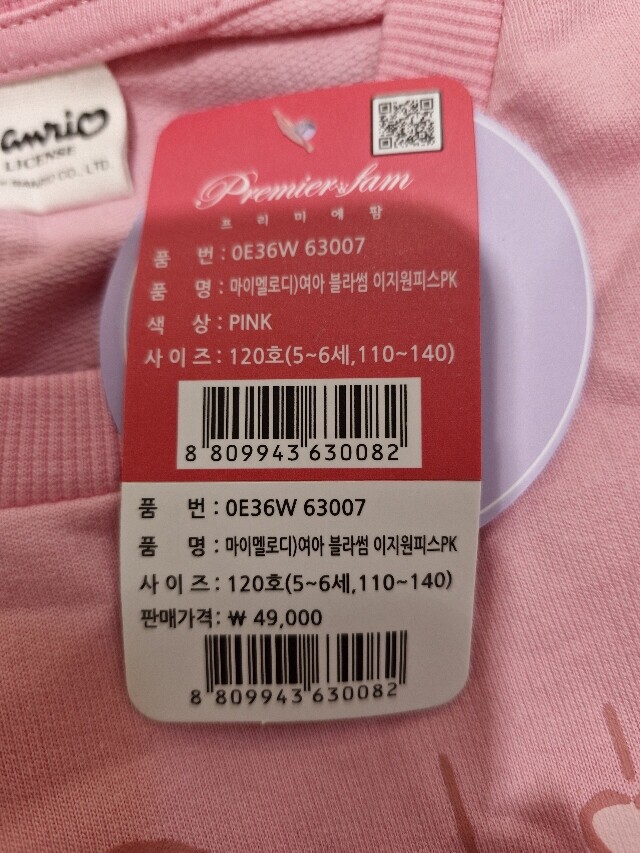 anrio
LICENSE
SANRIO CO., LTD.
Premier fam
프리미에팜
품 번 : 0E36W 63007
품 명 : 마이멜로디)여아 블라썸 이지원피스PK
색 상 : PINK
사 이 즈 : 120호(5~6세,110~140)
8 809943 630082
품 번 : 0E36W 63007
품 명 : 마이멜로디)여아 블라썸 이지원피스PK
사 이 즈 : 120호(5~6세,110~140)
판매가격 : ₩ 49,000
8 809943 630082